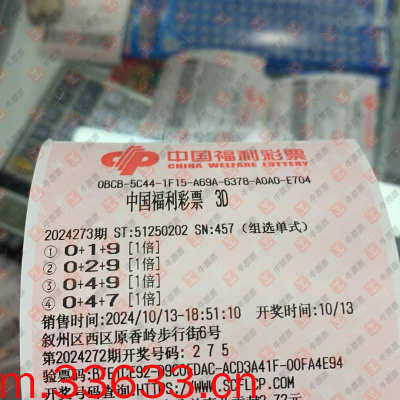 中国福利彩票
CHINA WELFARE LOTTERY
0BCB-5C44-1F15-A69A-6378-A0A0-E704
中国福利彩票 3D
2024273期 ST:51250202 SN:457 (组选单式)
① 0+1+9 [1倍]
② 0+2+9 [1倍]
③ 0+4+9 [1倍]
④ 0+4+7 [1倍]
销售时间:2024/10/13-18:51:10 开奖时间:10/13
叙州区西区原香岭步行街6号
第2024272期开奖号码: 2 7 5
m.33633.com